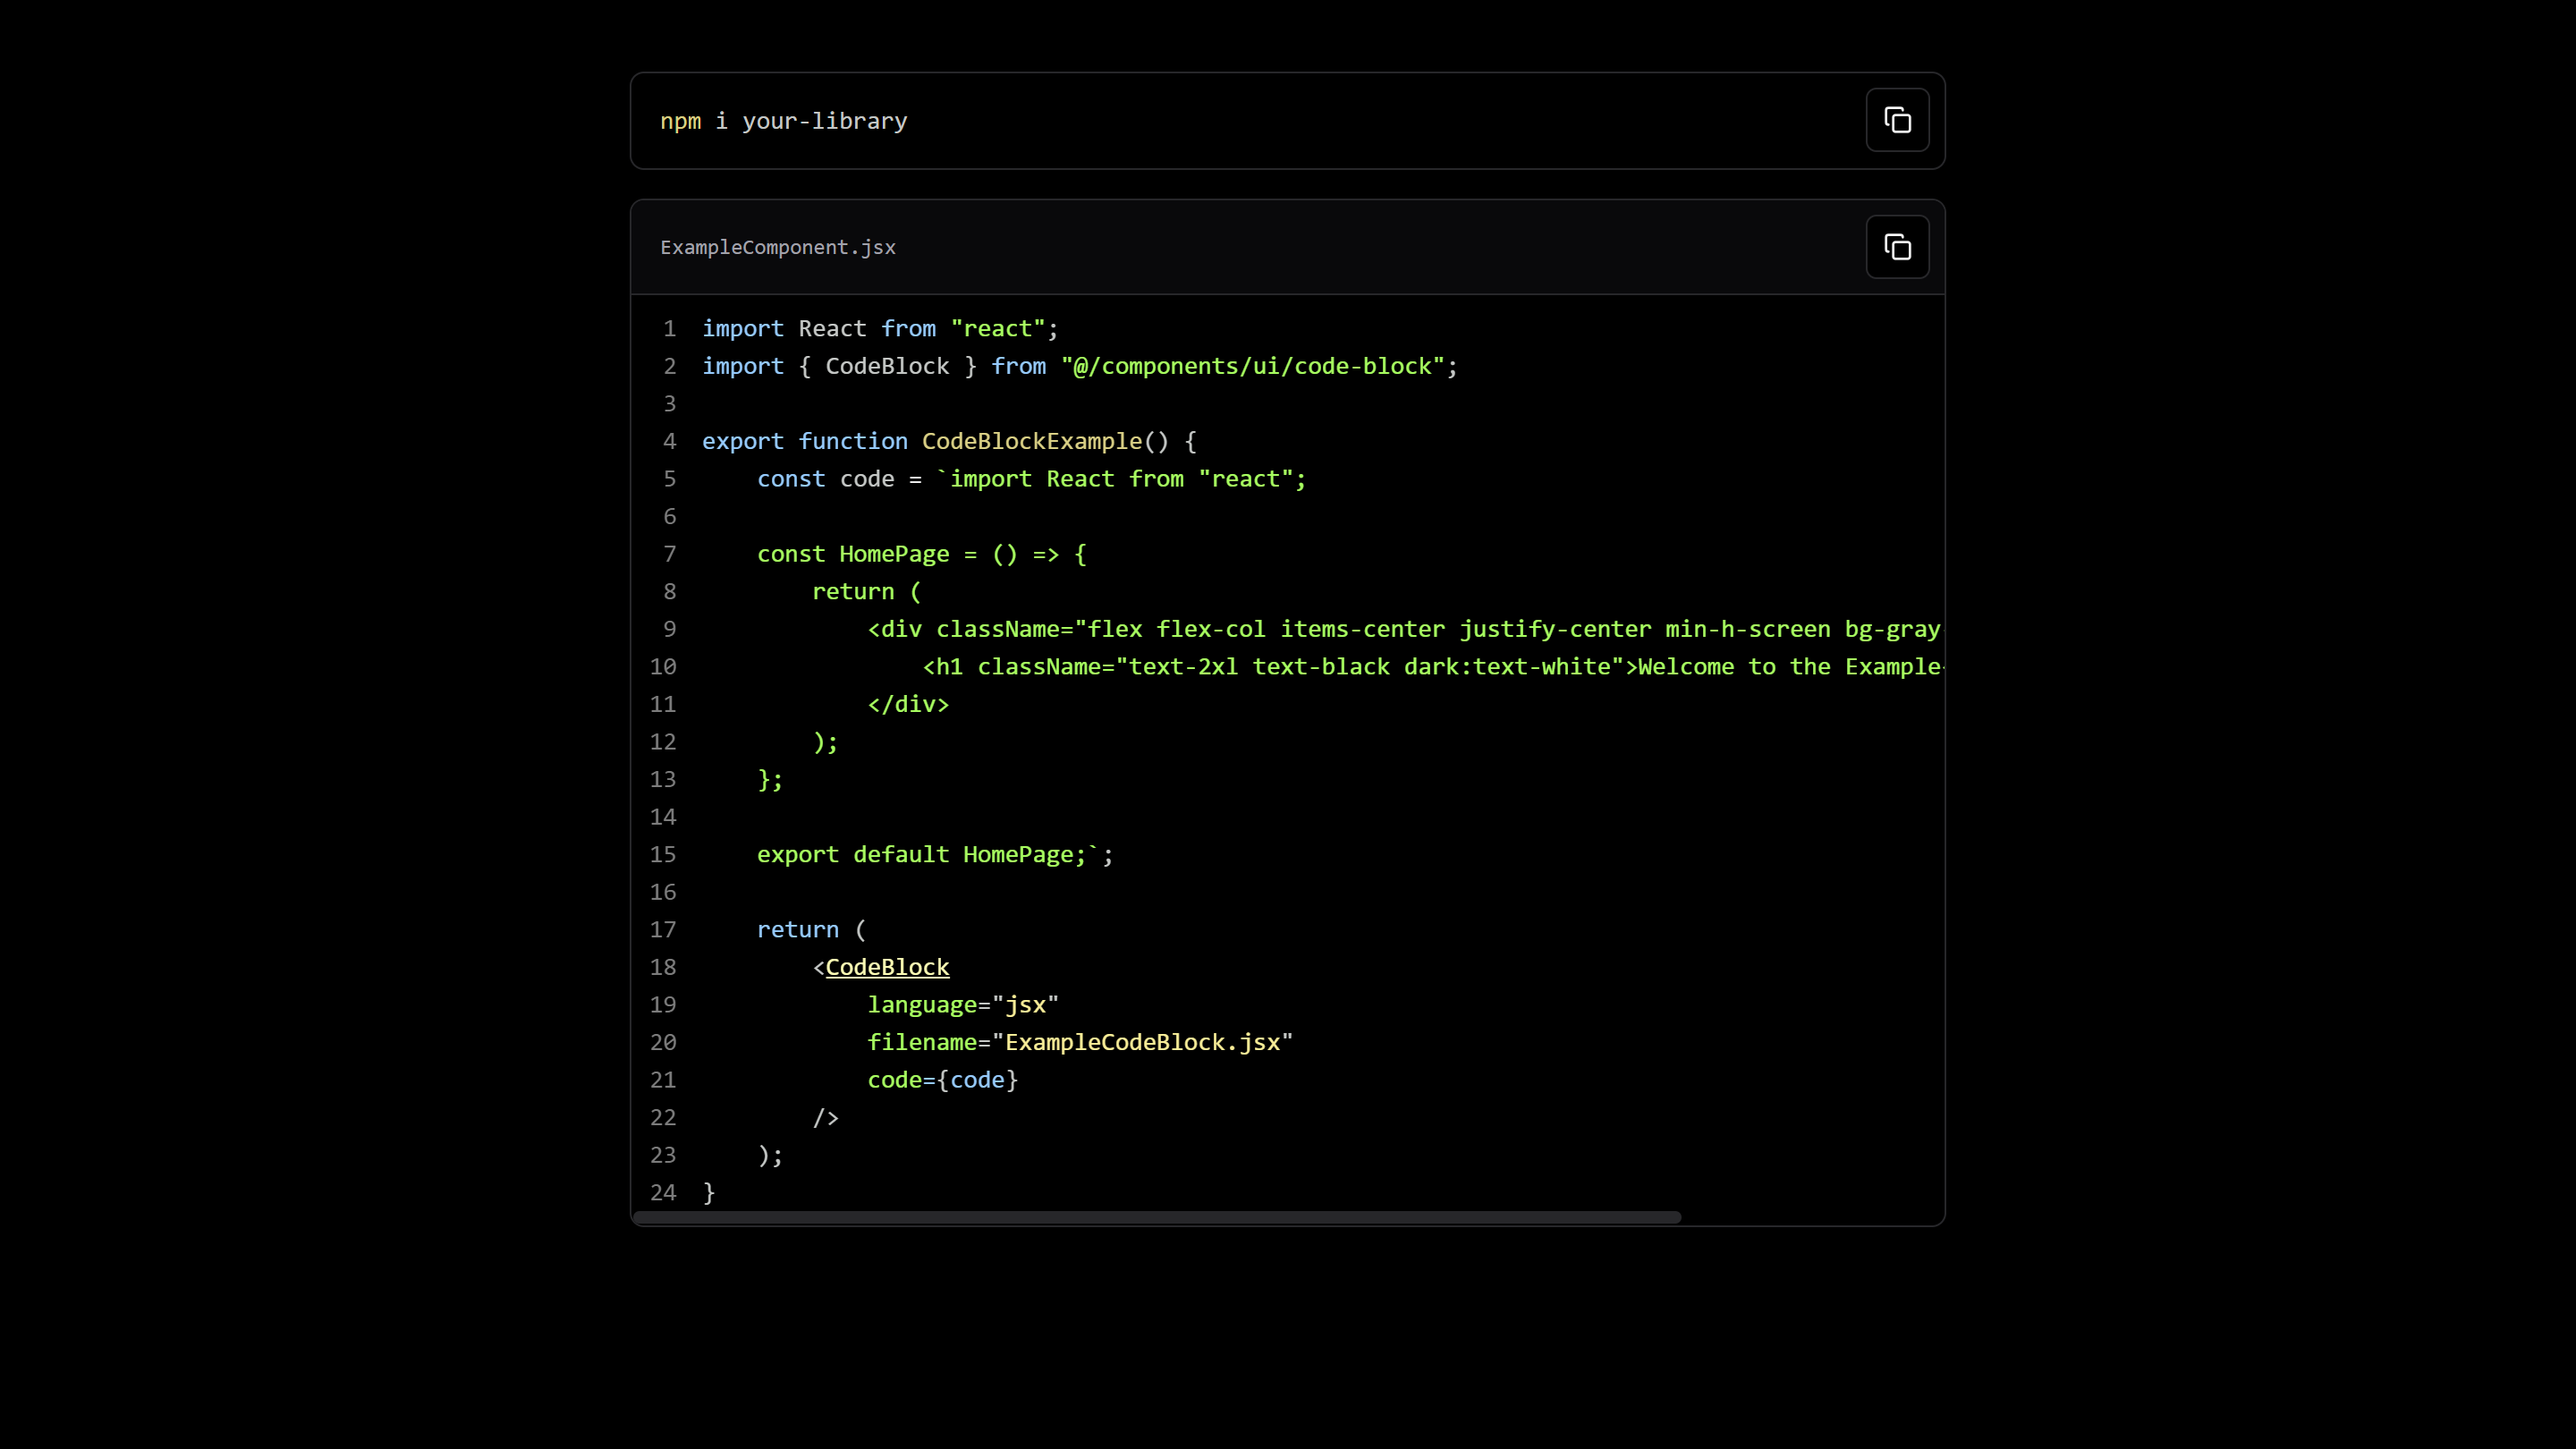 npm i your-library
ExampleComponent.jsx
1 import React from "react";
2 import { CodeBlock } from "@/components/ui/code-block";
3
4 export function CodeBlockExample() {
5     const code = `import React from "react";
6
7     const HomePage = () => {
8         return (
9             <div className="flex flex-col items-center justify-center min-h-screen bg-gray
10                 <h1 className="text-2xl text-black dark:text-white">Welcome to the Example-
11             </div>
12         );
13     };
14
15     export default HomePage;`;
16
17     return (
18         <CodeBlock
19             language="jsx"
20             filename="ExampleCodeBlock.jsx"
21             code={code}
22         />
23     );
24 }